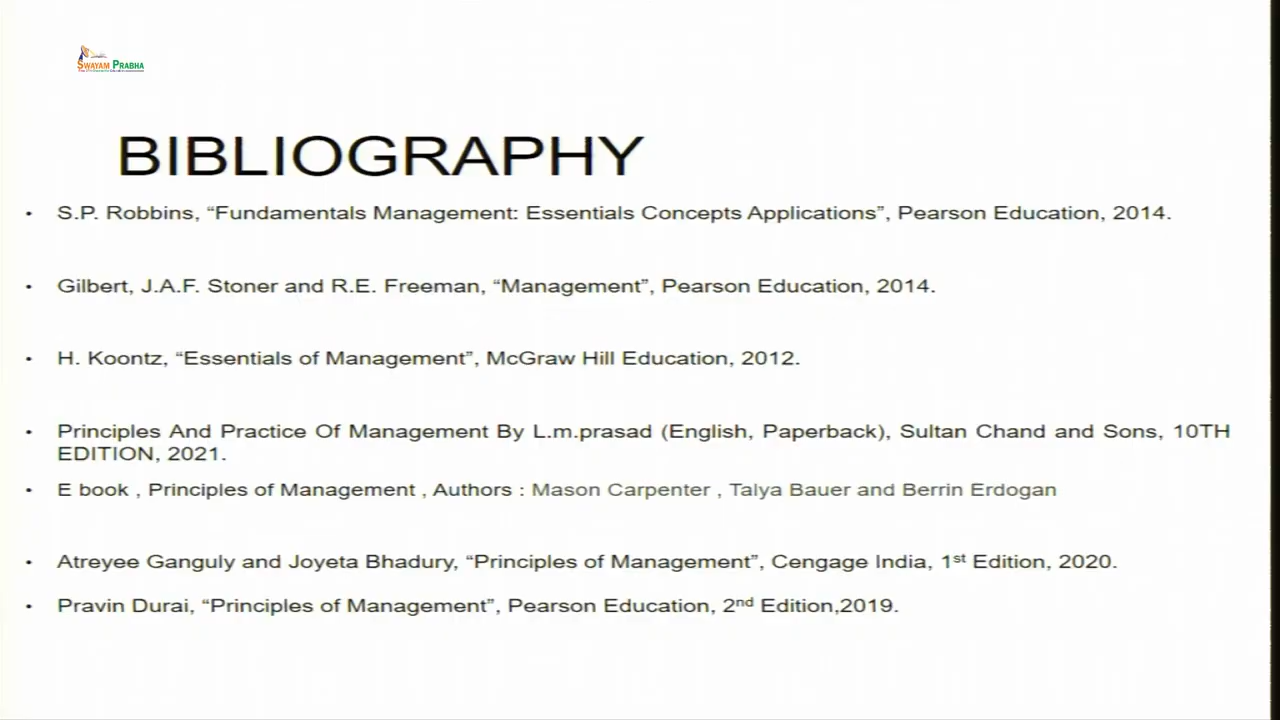 SWAYAM PRABHA
BIBLIOGRAPHY
• S.P. Robbins, “Fundamentals Management: Essentials Concepts Applications”, Pearson Education, 2014.
• Gilbert, J.A.F. Stoner and R.E. Freeman, “Management”, Pearson Education, 2014.
• H. Koontz, “Essentials of Management”, McGraw Hill Education, 2012.
• Principles And Practice Of Management By L.m.prasad (English, Paperback), Sultan Chand and Sons, 10TH
EDITION, 2021.
• E book , Principles of Management , Authors : Mason Carpenter , Talya Bauer and Berrin Erdogan
• Atreyee Ganguly and Joyeta Bhadury, “Principles of Management”, Cengage India, 1st Edition, 2020.
• Pravin Durai, “Principles of Management”, Pearson Education, 2nd Edition,2019.